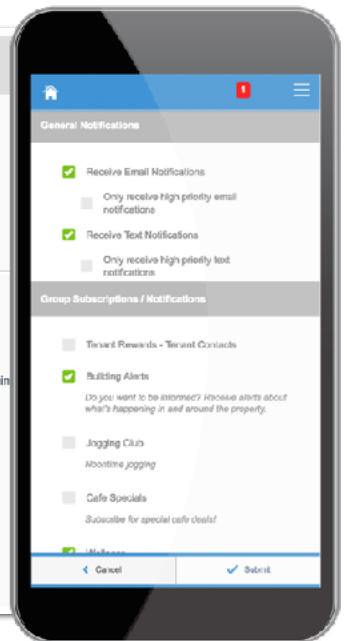 1
General Notifications
Receive Email Notifications
Only receive high priority email
notifications
Receive Text Notifications
Only receive high priority text
notifications
Group Subscriptions / Notifications
Tenant Rewards - Tenant Contacts
Building Alerts
Do you want to be informed? Receive alerts about
what's happening in and around the property.
Jogging Club
Noontime jogging
Cafe Specials
Subscribe for special cafe deals!
Wellness
Cancel
Submit
in